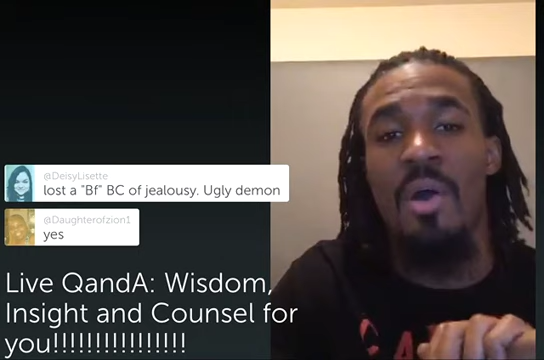 @DeisyLisette
lost a "Bf" BC of jealousy. Ugly demon
@Daughterofzion1
yes
Live QandA: Wisdom,
Insight and Counsel for
you!!!!!!!!!!!!!!!!